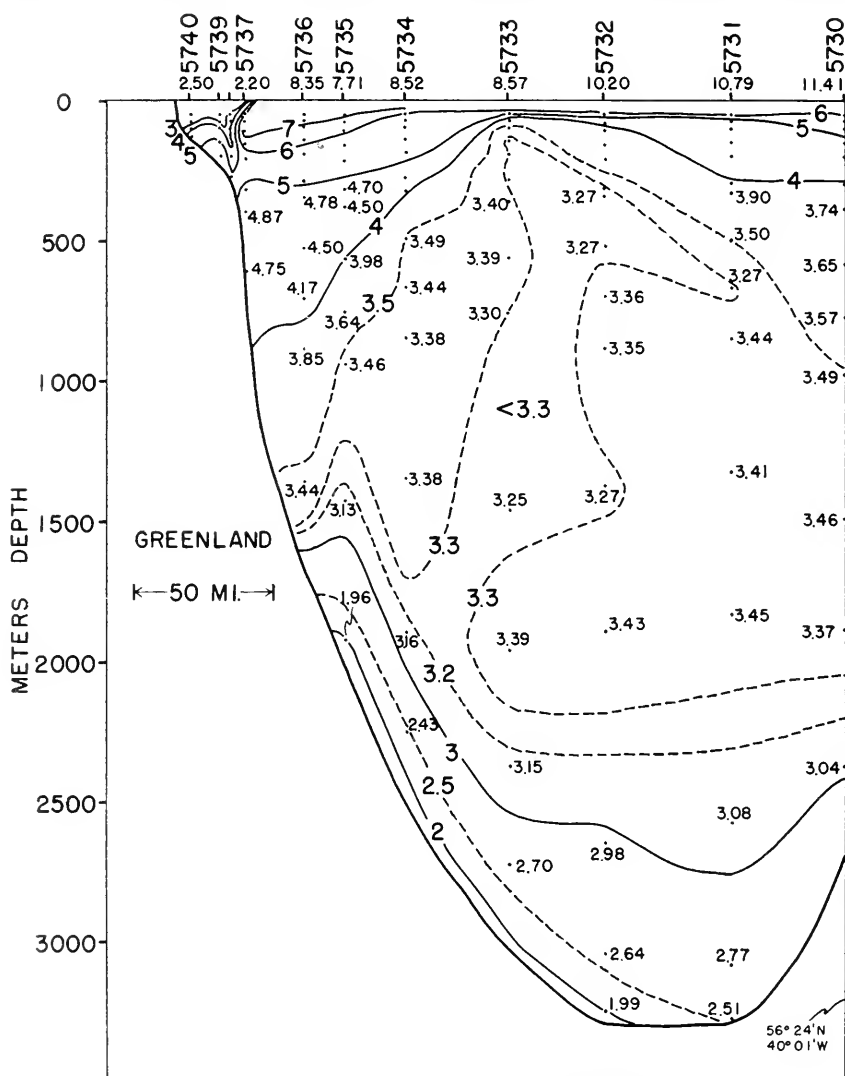 5740 5739 5737 5736 5735 5734 5733 5732 5731 5730
2.50 2.20 8.35 7.71 8.52 8.57 10.20 10.79 11.41
0
6
7
5
3
4
6
5
4
5
4.70
4.87 4.78 4.50 3.40 3.27 3.90 3.74
4
500
4.50 3.49 3.27 3.50
4.75 3.98 3.39 3.27 3.65
4.17 3.5 3.44 3.36
3.64 3.30 3.57
3.85 3.46 3.38 3.35 3.44
1000
3.49
<3.3
3.44 3.38 3.41
3.13 3.25 3.27
1500
3.46
GREENLAND
3.3
50 MI.
3.3
1.96
3.16 3.39 3.43 3.45 3.37
2000
3.2
2.43
3
3.15 3.04
2.5
2500
2
3.08
2.70 2.98
3000
2.64 2.77
1.99 2.51
56° 24'N
40° 01'W
METERS DEPTH